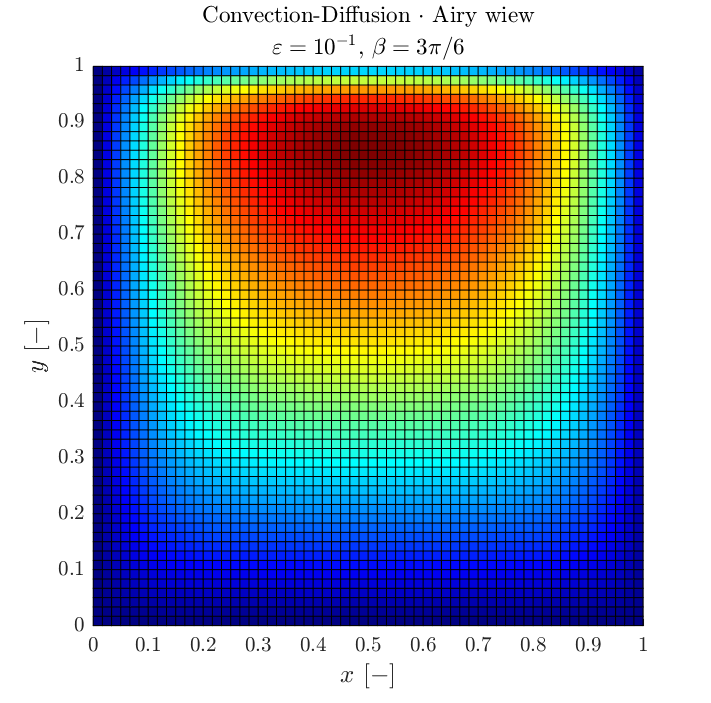 Convection-Diffusion · Airy wiew
ε = 10⁻¹, β = 3π/6
1
0.9
0.8
0.7
0.6
0.5
0.4
0.3
0.2
0.1
0
y [−]
0 0.1 0.2 0.3 0.4 0.5 0.6 0.7 0.8 0.9 1
x [−]